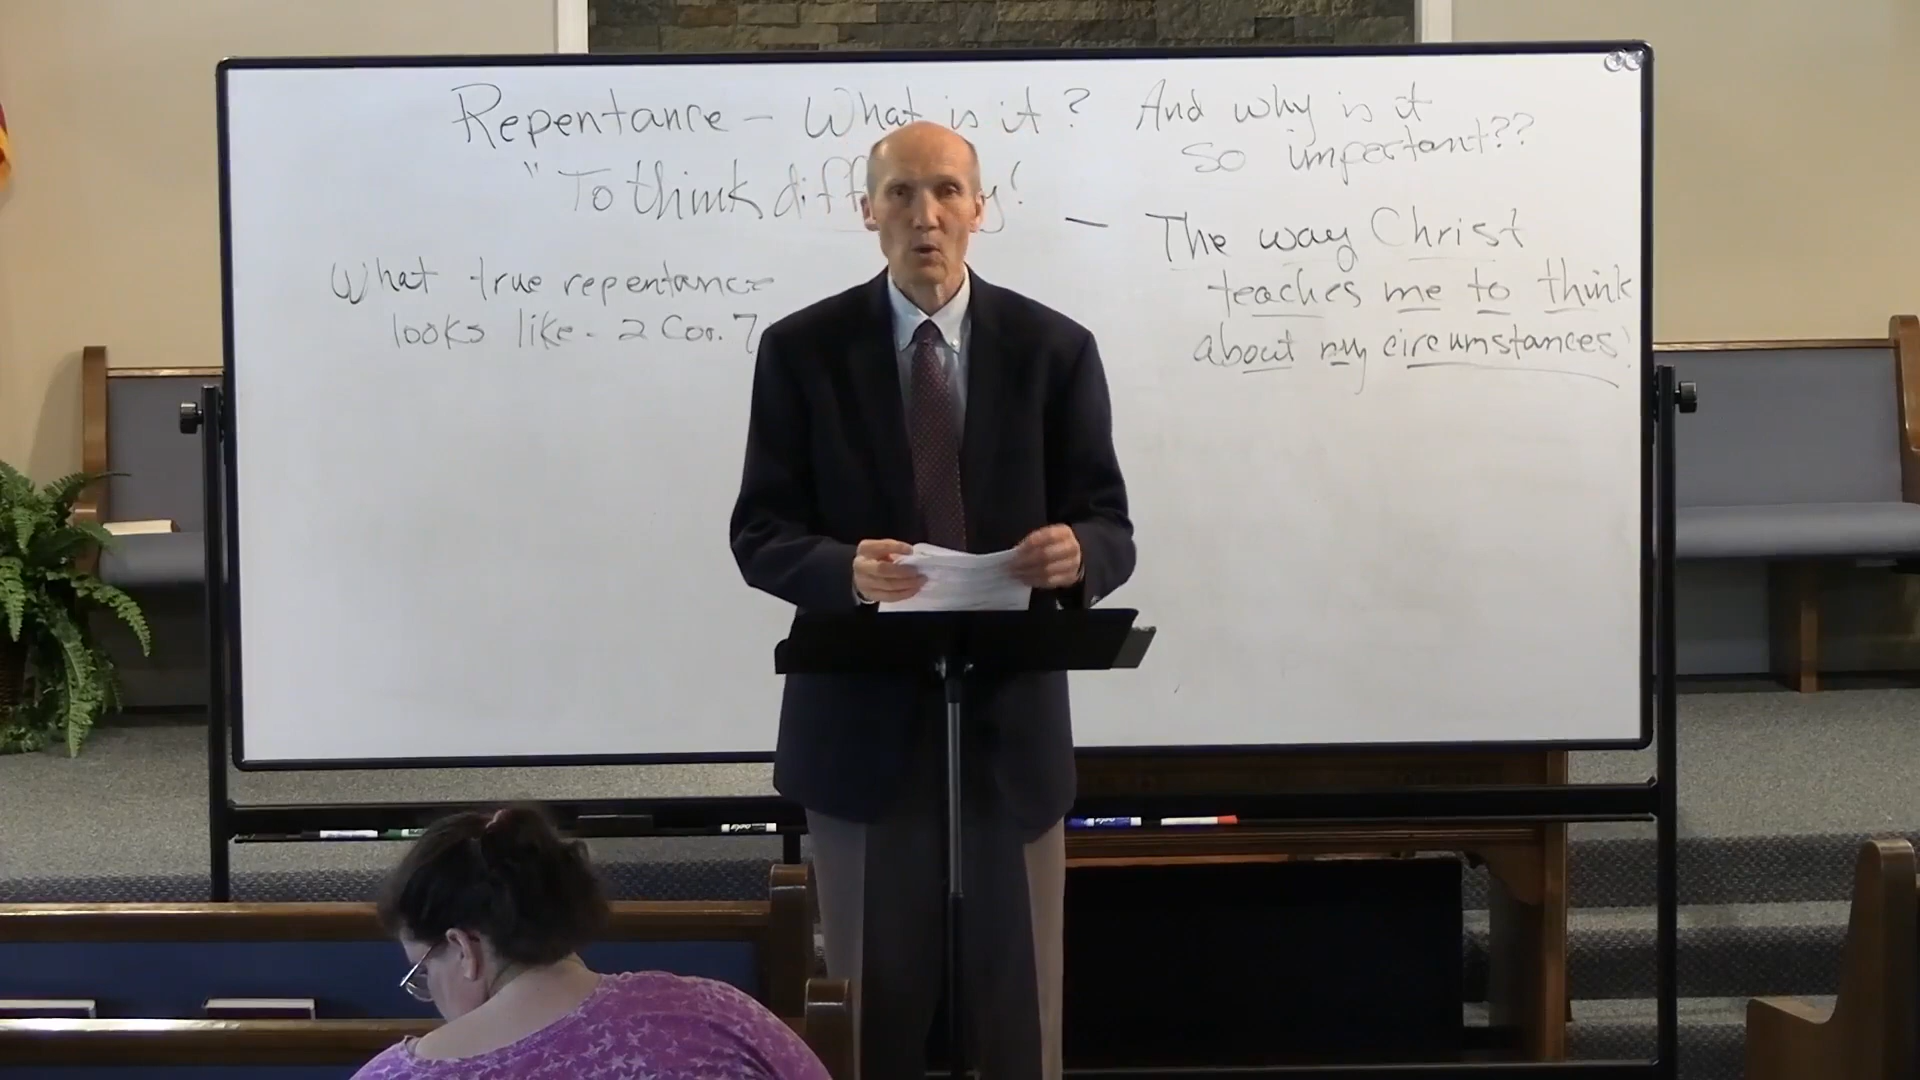 Repentance - What is it? And why is it
so important??
"To think diff y!
- The way Christ
teaches me to think
about my circumstances!
What true repentance
looks like - 2 Cor. 7